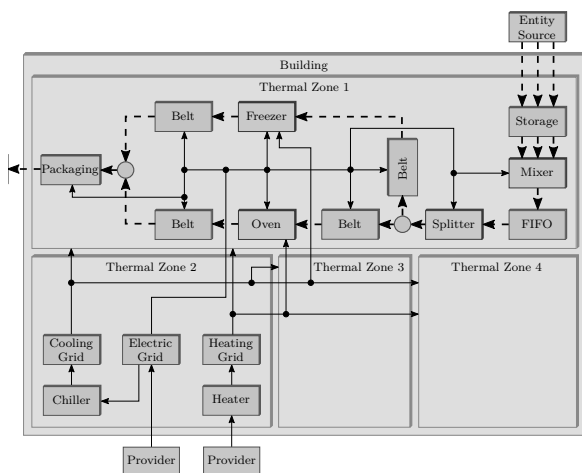 Entity
Source
Building
Thermal Zone 1
Belt
Freezer
Storage
Packaging
Belt
Mixer
Belt
Oven
Belt
Splitter
FIFO
Thermal Zone 2
Thermal Zone 3
Thermal Zone 4
Cooling
Grid
Electric
Grid
Heating
Grid
Chiller
Heater
Provider
Provider